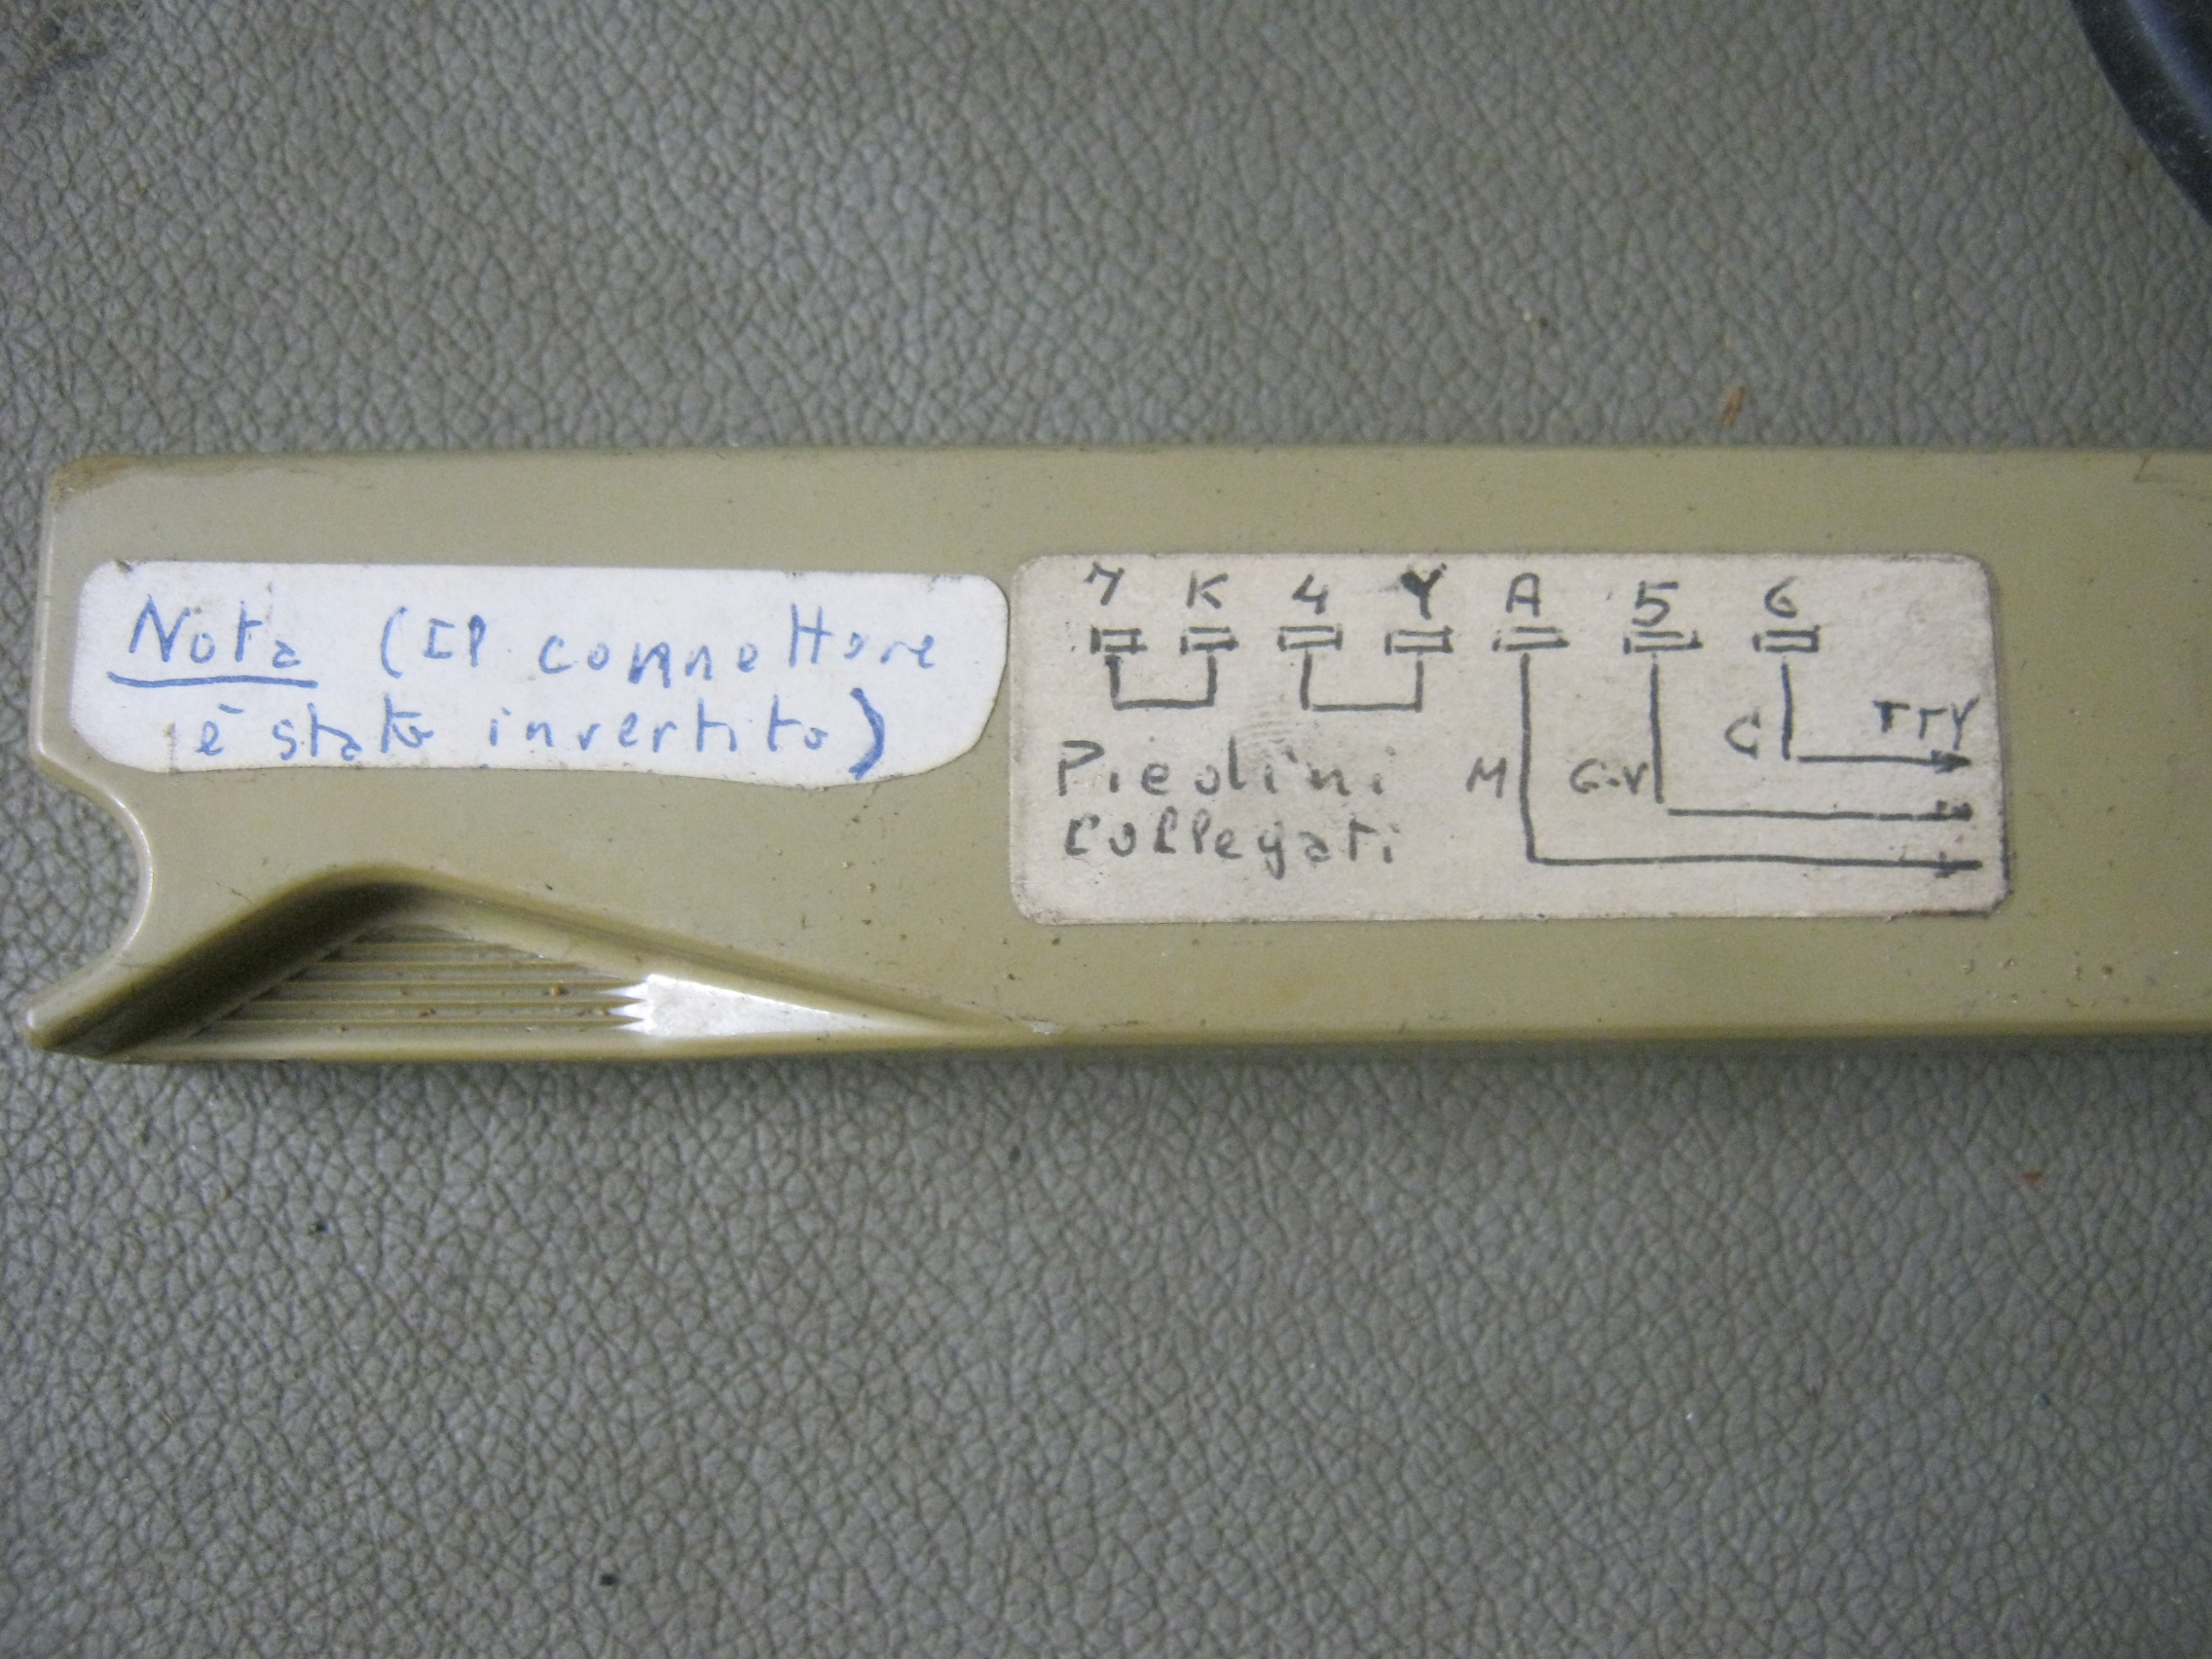 Nota (Il connettore
è stato invertito)
7 K 4 Y A 5 6
C TTY
Piedini M G-V
Collegati